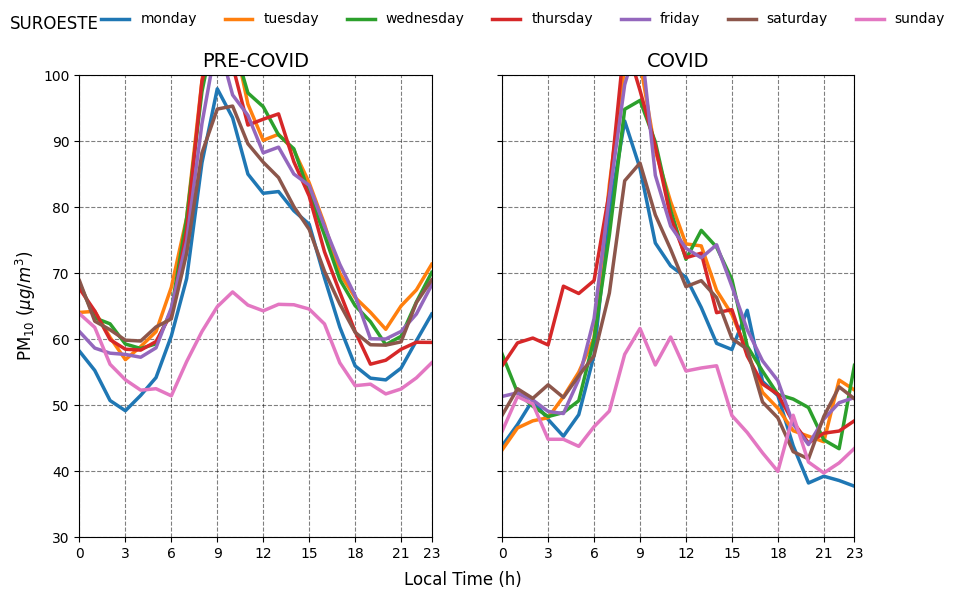 SUROESTE monday tuesday wednesday thursday friday saturday sunday
PRE-COVID COVID
PM₁₀ (μg/m³)
100
90
80
70
60
50
40
30
0 3 6 9 12 15 18 21 23 0 3 6 9 12 15 18 21 23
Local Time (h)